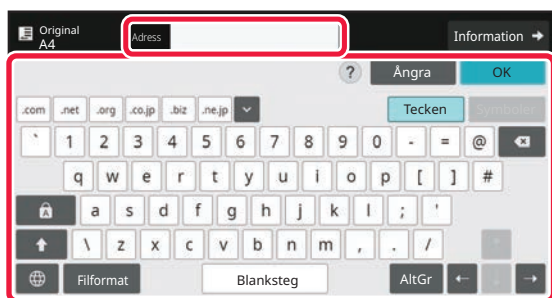 Original
A4
Adress
Information
? Ångra OK
.com .net .org .co.jp .biz .ne.jp Tecken Symboler
` 1 2 3 4 5 6 7 8 9 0 - = @
q w e r t y u i o p [ ] #
A a s d f g h j k l ; '
\ z x c v b n m , . /
Filformat Blanksteg AltGr